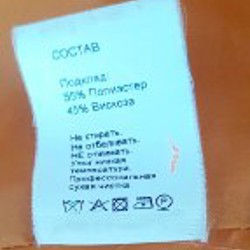 СОСТАВ
Подклад:
55% Полиэстер
45% Вискоза
Не стирать.
Не отбеливать.
НЕ отжимать.
Утюг низкая
температура.
Профессиональная
сухая чистка